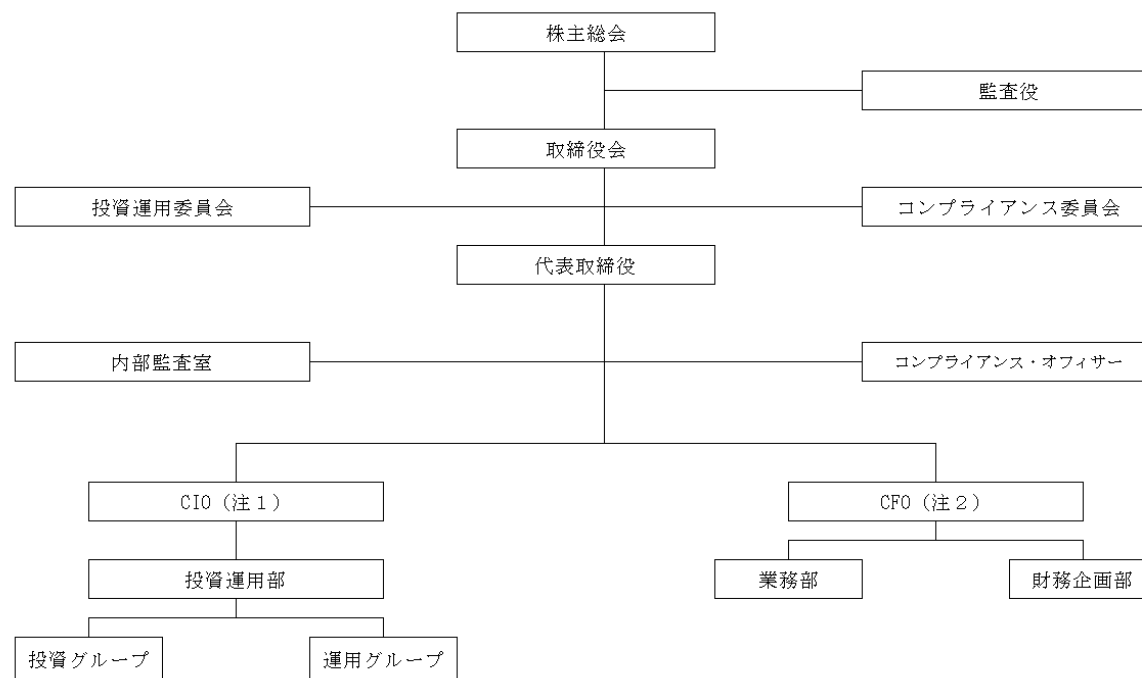 株主総会
監査役
取締役会
投資運用委員会
コンプライアンス委員会
代表取締役
内部監査室
コンプライアンス・オフィサー
CIO（注１）
CFO（注２）
投資運用部
業務部
財務企画部
投資グループ
運用グループ